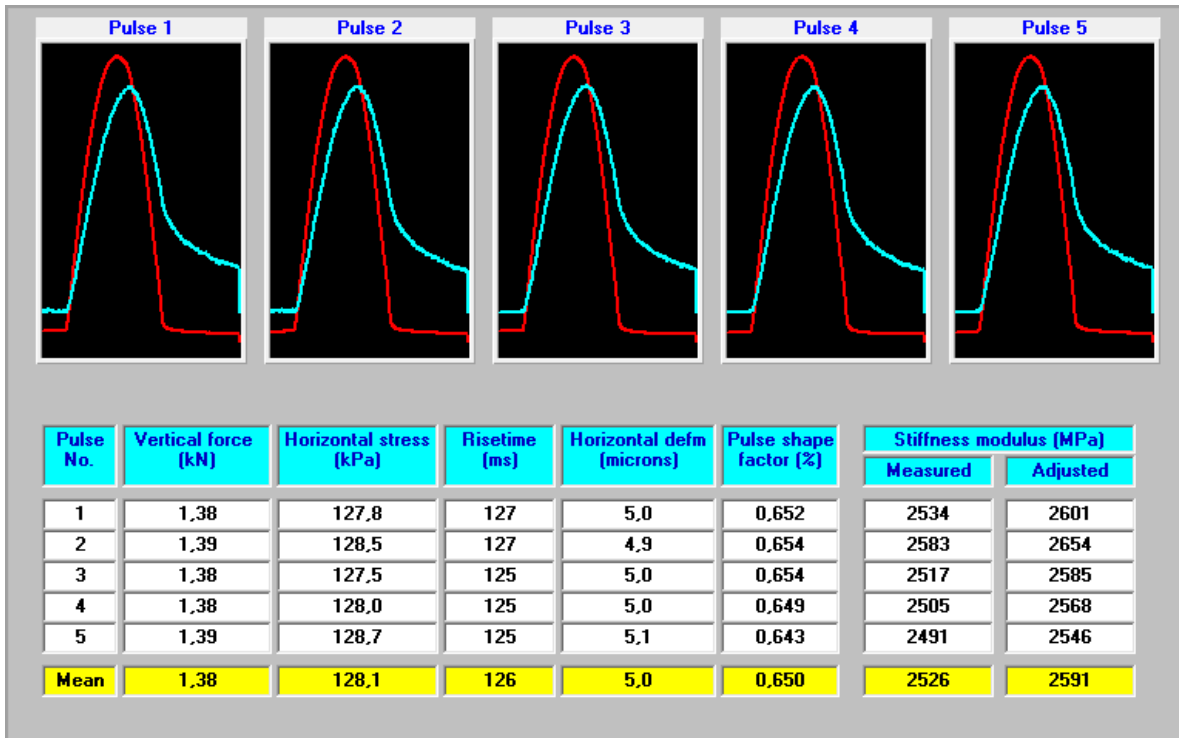 Pulse 1 Pulse 2 Pulse 3 Pulse 4 Pulse 5
Pulse No. Vertical force (kN) Horizontal stress (kPa) Risetime (ms) Horizontal defm (microns) Pulse shape factor (%) Stiffness modulus (MPa)
Measured Adjusted
1 1,38 127,8 127 5,0 0,652 2534 2601
2 1,39 128,5 127 4,9 0,654 2583 2654
3 1,38 127,5 125 5,0 0,654 2517 2585
4 1,38 128,0 125 5,0 0,649 2505 2568
5 1,39 128,7 125 5,1 0,643 2491 2546
Mean 1,38 128,1 126 5,0 0,650 2526 2591